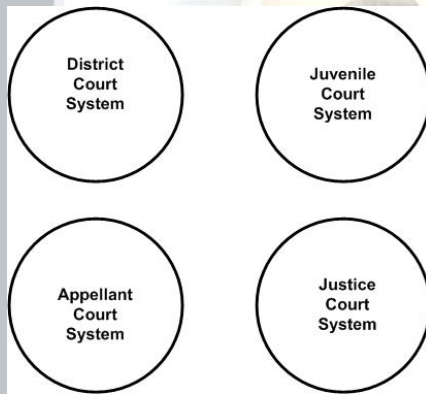 District
Court
System
Juvenile
Court
System
Appellant
Court
System
Justice
Court
System